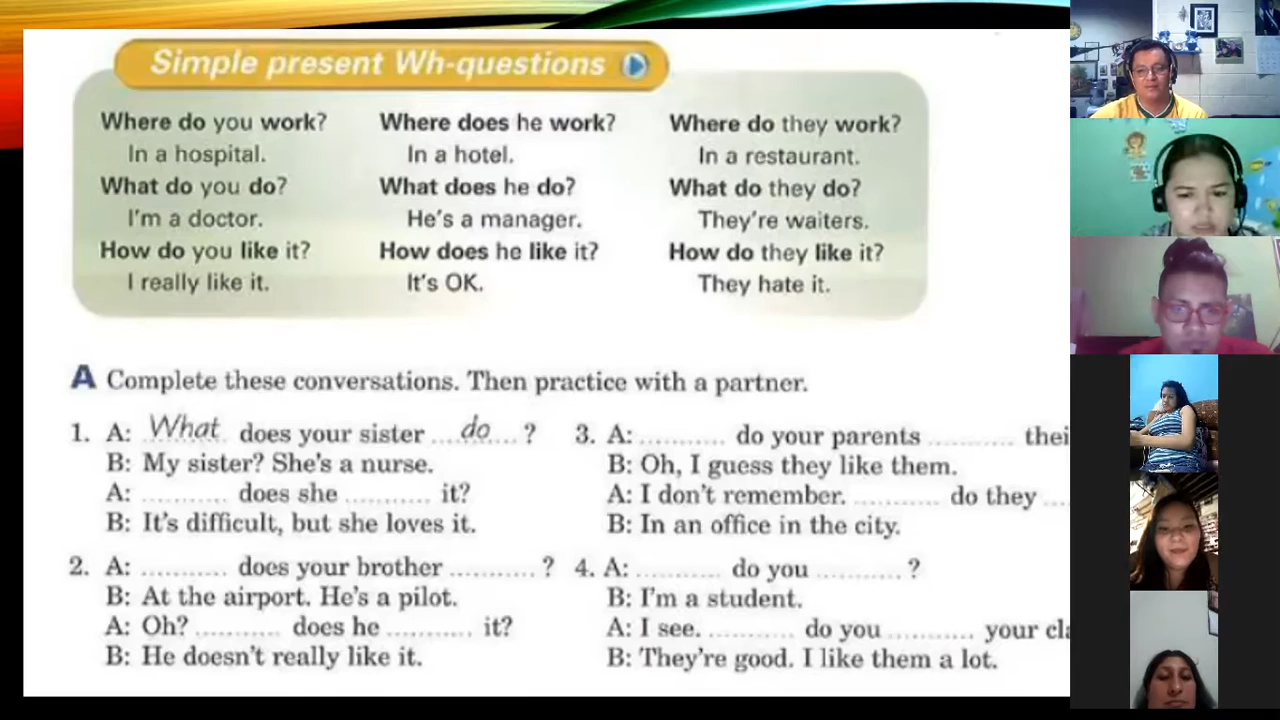 Simple present Wh-questions
Where do you work?
In a hospital.
What do you do?
I'm a doctor.
How do you like it?
I really like it.
Where does he work?
In a hotel.
What does he do?
He's a manager.
How does he like it?
It's OK.
Where do they work?
In a restaurant.
What do they do?
They're waiters.
How do they like it?
They hate it.
A Complete these conversations. Then practice with a partner.
1. A: What does your sister do ?
B: My sister? She's a nurse.
A: ........... does she ........... it?
B: It's difficult, but she loves it.
2. A: ........... does your brother ........... ?
B: At the airport. He's a pilot.
A: Oh? ........... does he ........... it?
B: He doesn't really like it.
3. A: ........... do your parents ........... thei
B: Oh, I guess they like them.
A: I don't remember. ........... do they ...
B: In an office in the city.
4. A: ........... do you ........... ?
B: I'm a student.
A: I see. ........... do you ........... your cla
B: They're good. I like them a lot.